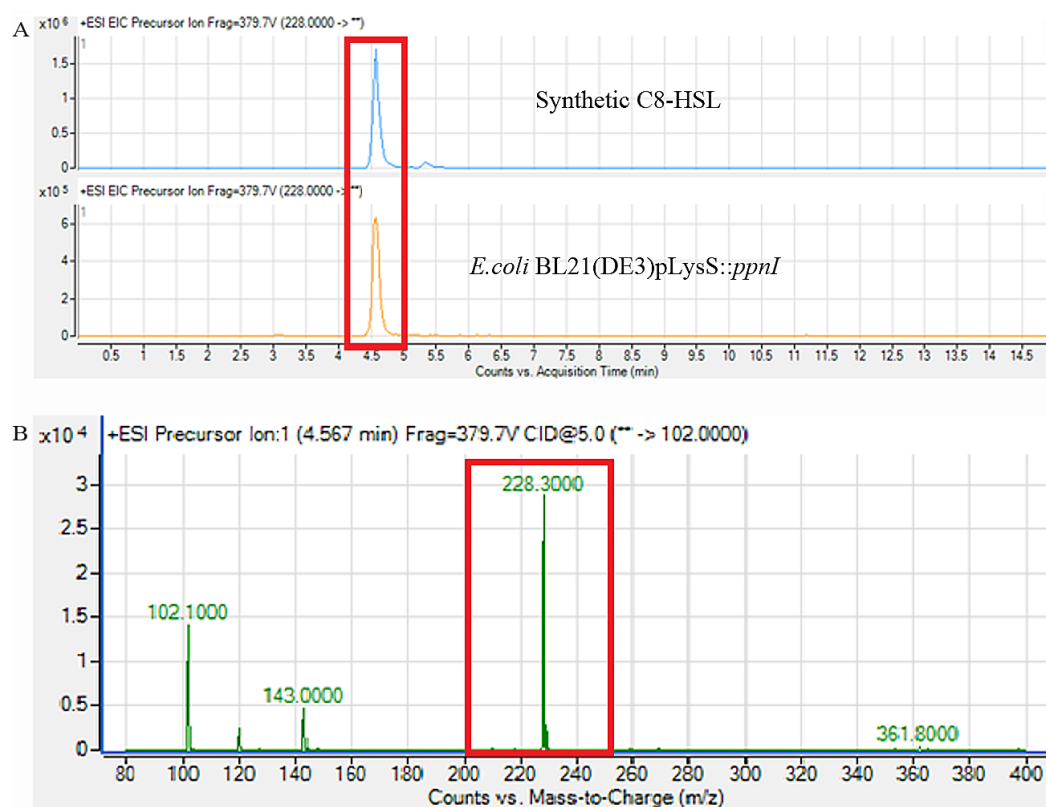 A
x10 6 +ESI EIC Precursor Ion Frag=379.7V (228.0000 -> **)
1
1.5
1
0.5
0
Synthetic C8-HSL
x10 5 +ESI EIC Precursor Ion Frag=379.7V (228.0000 -> **)
1
6
4
2
0
E.coli BL21(DE3)pLysS::ppnI
0.5 1 1.5 2 2.5 3 3.5 4 4.5 5 5.5 6 6.5 7 7.5 8 8.5 9 9.5 10 10.5 11 11.5 12 12.5 13 13.5 14 14.5
Counts vs. Acquisition Time (min)
B
x10 4 +ESI Precursor Ion:1 (4.567 min) Frag=379.7V CID@5.0 (** -> 102.0000)
3
2.5
2
1.5
1
0.5
0
228.3000
102.1000
143.0000
361.8000
80 100 120 140 160 180 200 220 240 260 280 300 320 340 360 380 400
Counts vs. Mass-to-Charge (m/z)